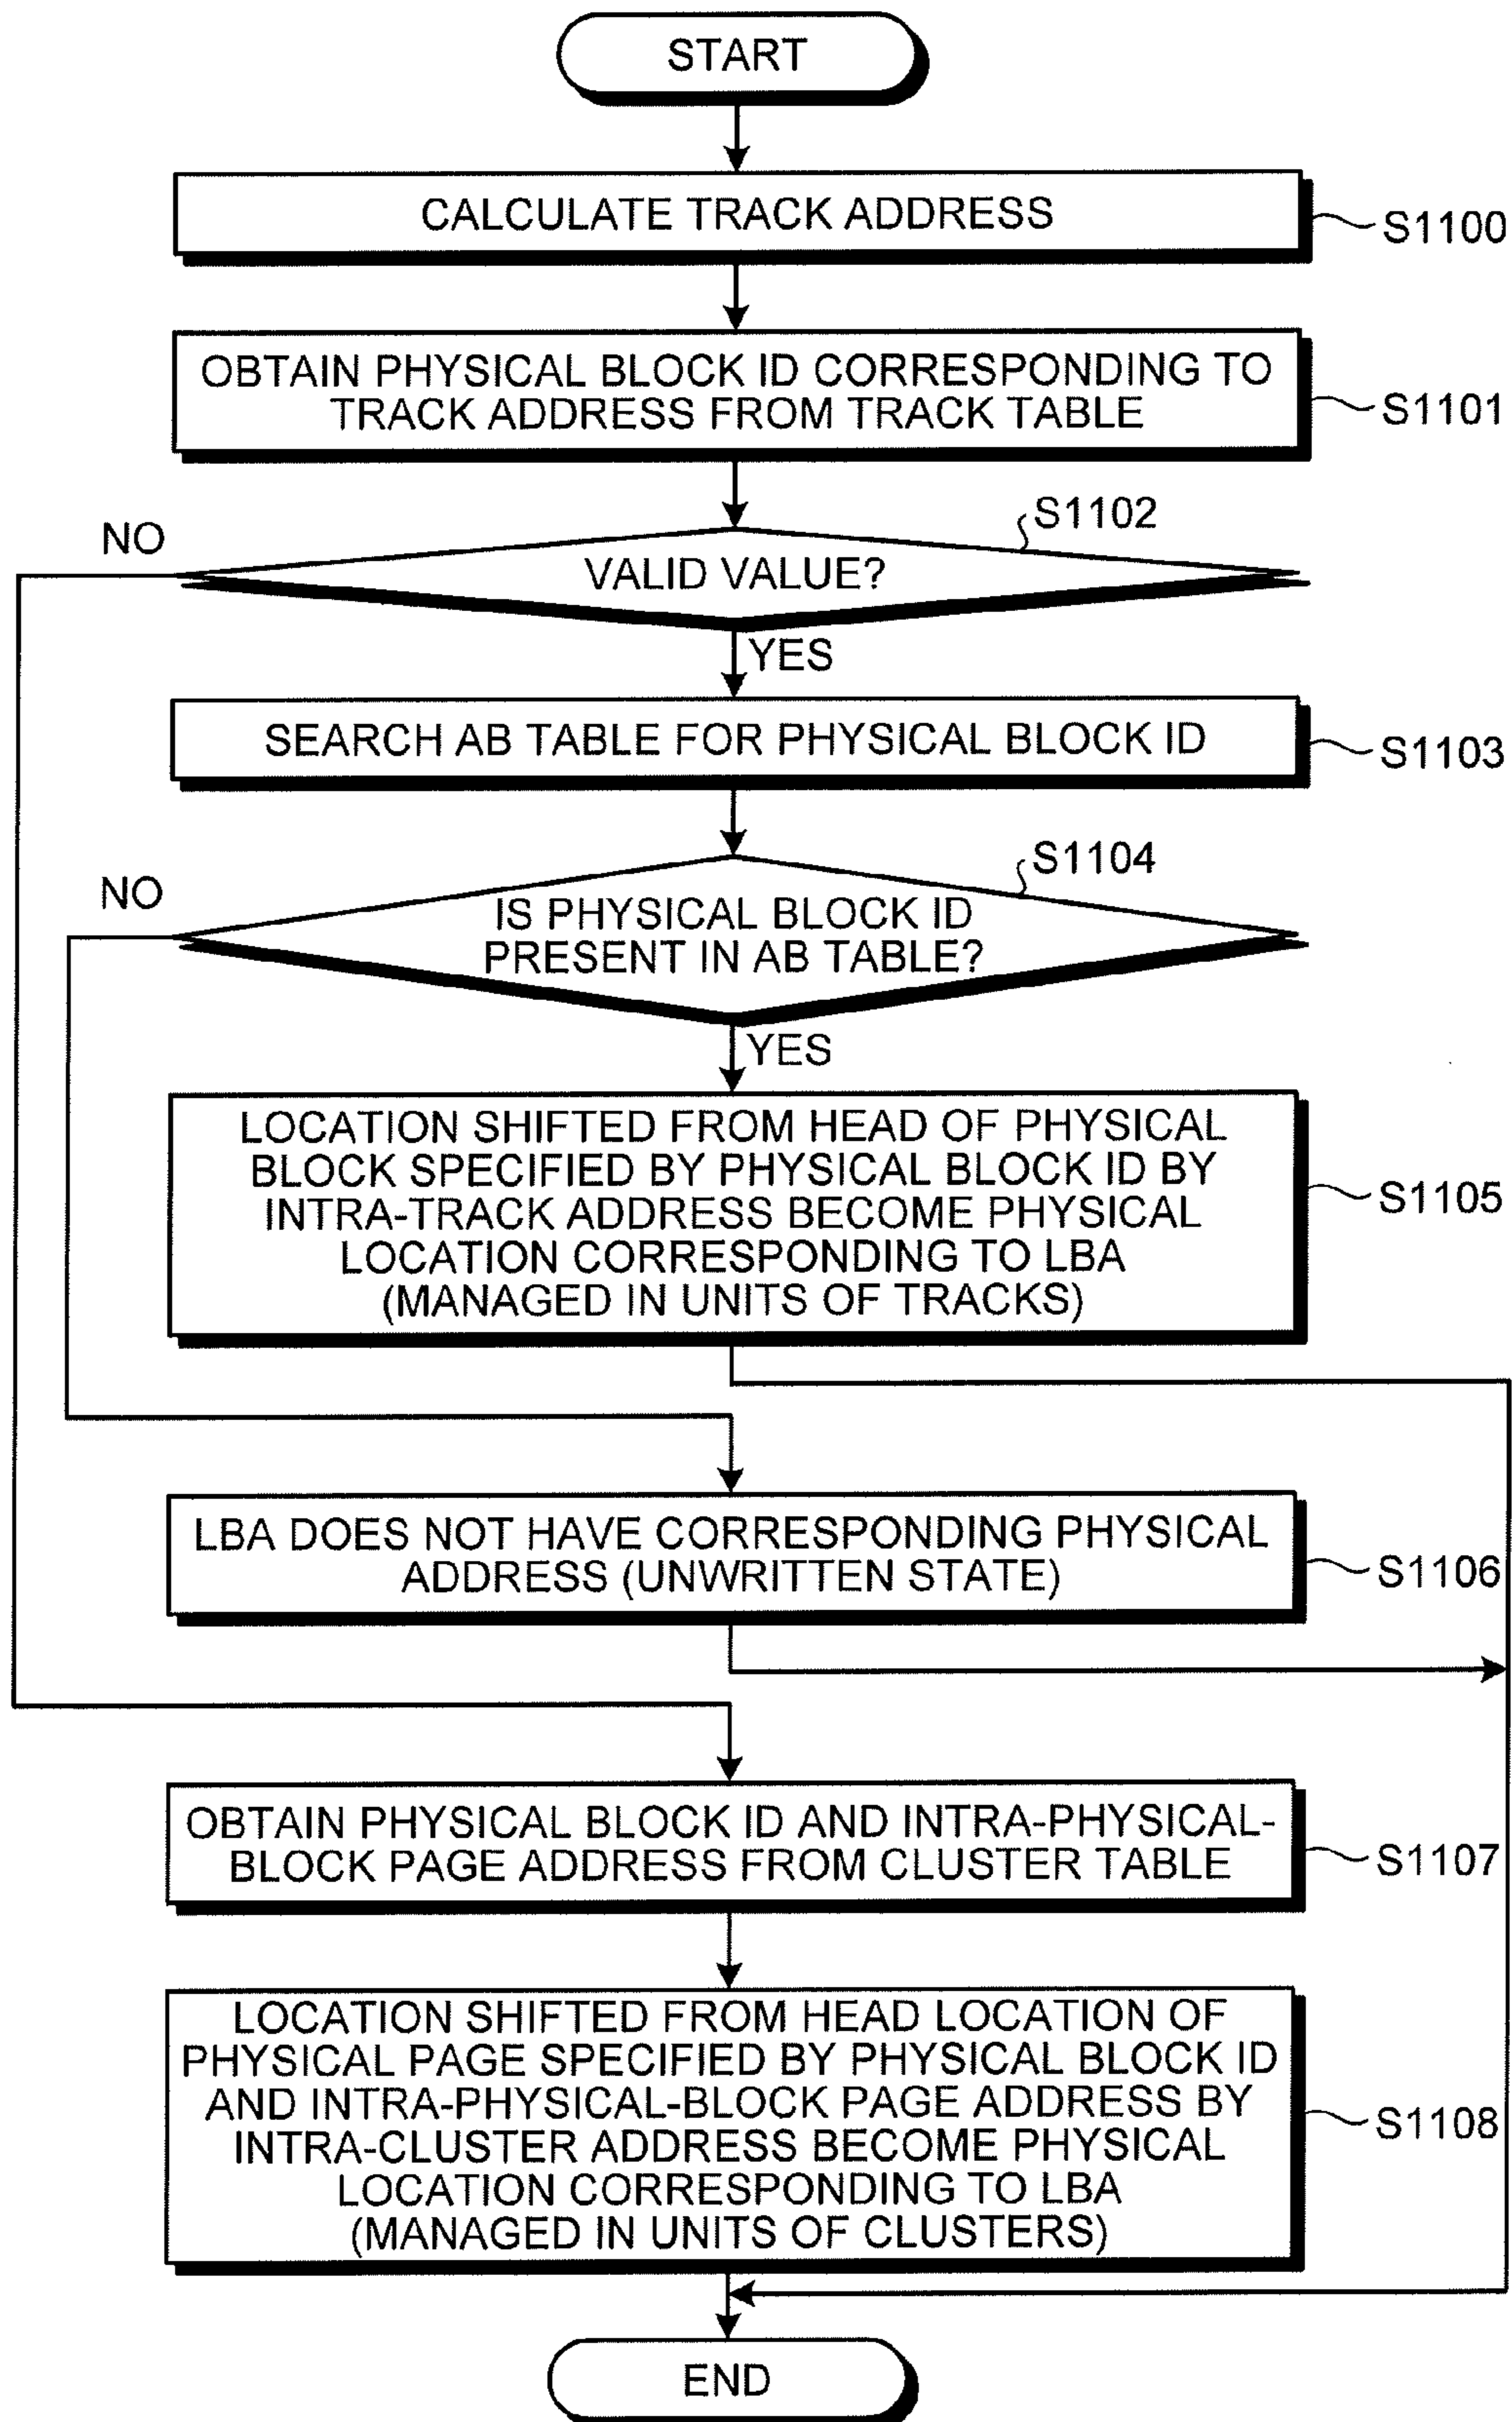 START
CALCULATE TRACK ADDRESS
S1100
OBTAIN PHYSICAL BLOCK ID CORRESPONDING TO
TRACK ADDRESS FROM TRACK TABLE
S1101
S1102
NO
VALID VALUE?
YES
SEARCH AB TABLE FOR PHYSICAL BLOCK ID
S1103
S1104
NO
IS PHYSICAL BLOCK ID
PRESENT IN AB TABLE?
YES
LOCATION SHIFTED FROM HEAD OF PHYSICAL
BLOCK SPECIFIED BY PHYSICAL BLOCK ID BY
INTRA-TRACK ADDRESS BECOME PHYSICAL
LOCATION CORRESPONDING TO LBA
(MANAGED IN UNITS OF TRACKS)
S1105
LBA DOES NOT HAVE CORRESPONDING PHYSICAL
ADDRESS (UNWRITTEN STATE)
S1106
OBTAIN PHYSICAL BLOCK ID AND INTRA-PHYSICAL-
BLOCK PAGE ADDRESS FROM CLUSTER TABLE
S1107
LOCATION SHIFTED FROM HEAD LOCATION OF
PHYSICAL PAGE SPECIFIED BY PHYSICAL BLOCK ID
AND INTRA-PHYSICAL-BLOCK PAGE ADDRESS BY
INTRA-CLUSTER ADDRESS BECOME PHYSICAL
LOCATION CORRESPONDING TO LBA
(MANAGED IN UNITS OF CLUSTERS)
S1108
END